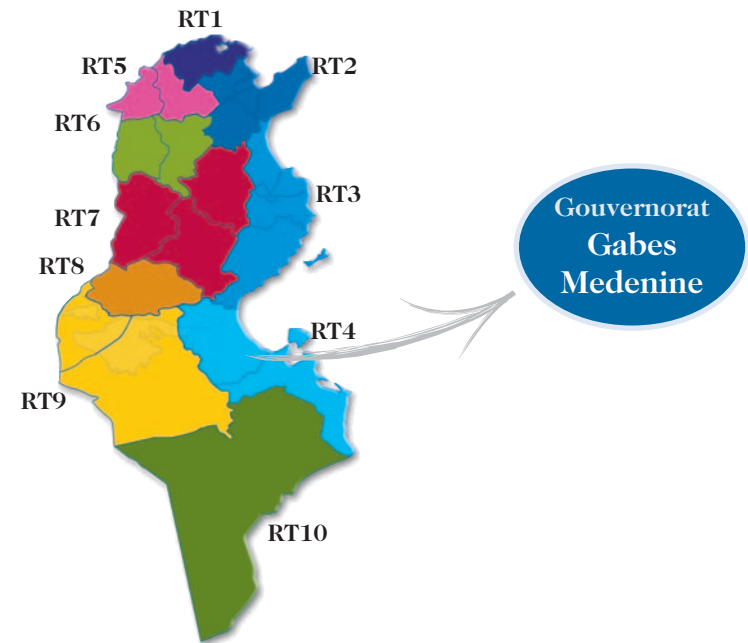 RT1
RT5
RT2
RT6
RT3
RT7
RT8
RT4
RT9
RT10
Gouvernorat
Gabes
Medenine